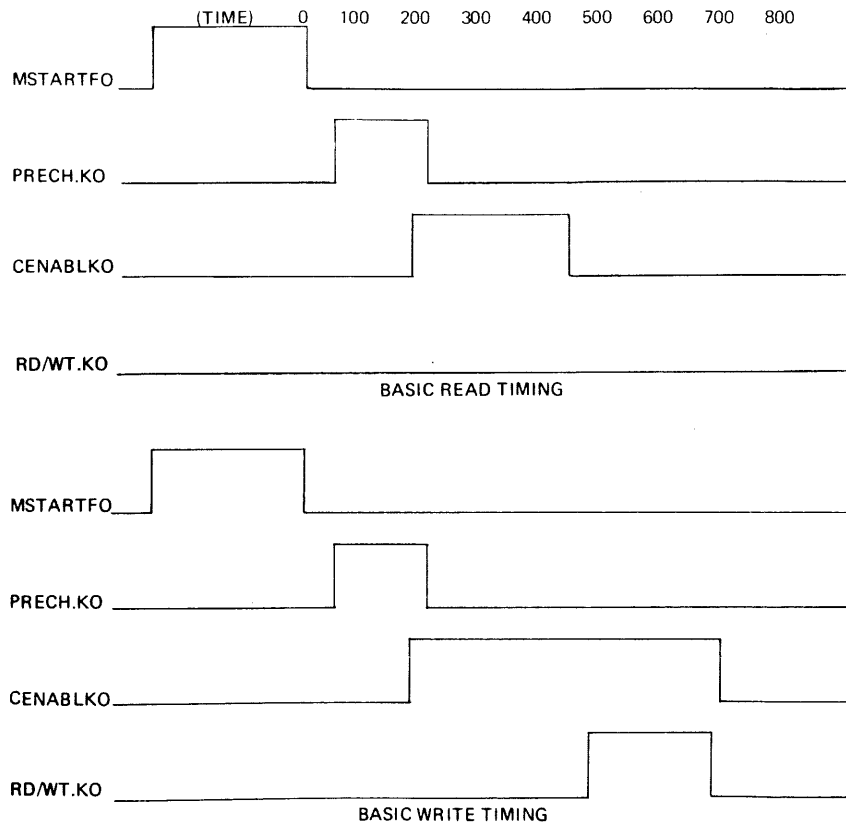 (TIME) 0 100 200 300 400 500 600 700 800
MSTARTFO
PRECH.KO
CENABLKO
RD/WT.KO
BASIC READ TIMING
MSTARTFO
PRECH.KO
CENABLKO
RD/WT.KO
BASIC WRITE TIMING